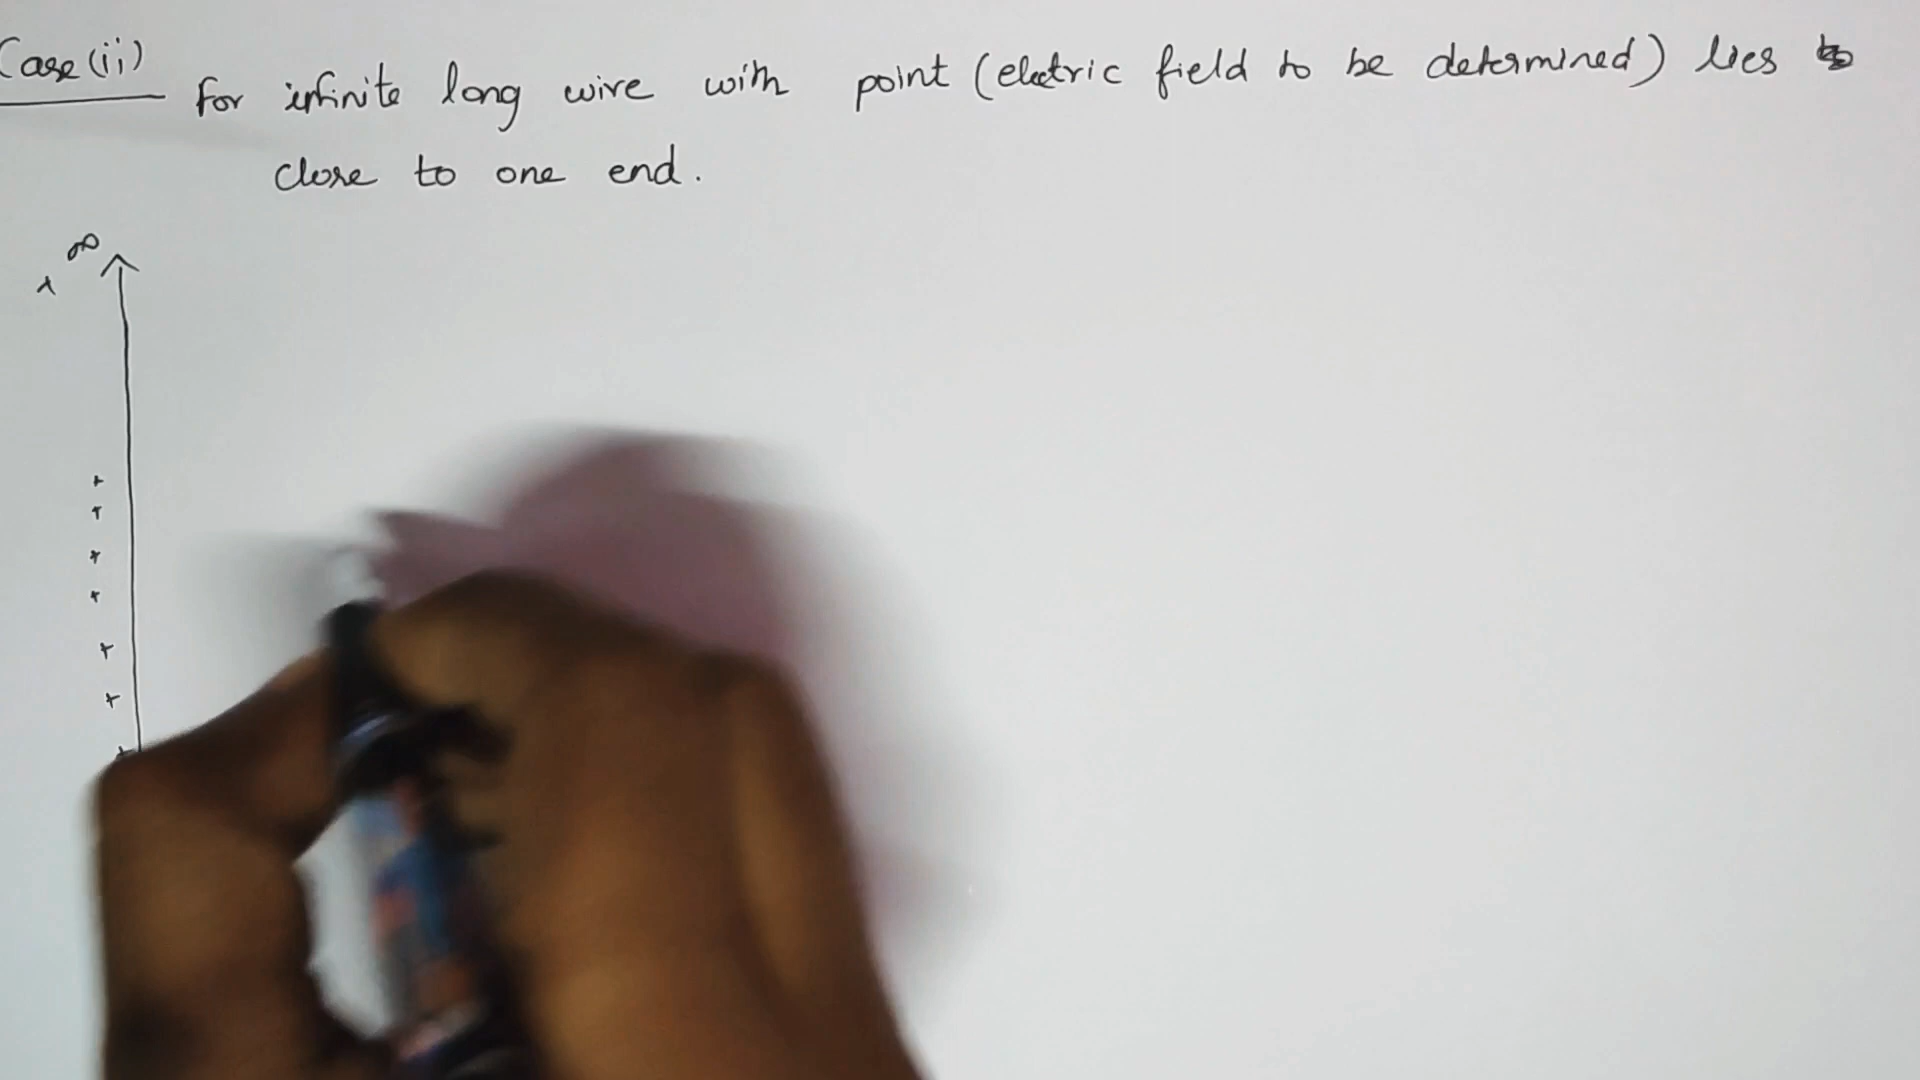 Case (ii)
for infinite long wire with point (electric field to be determined) lies
close to one end.
∞
+
+
+
+
+
+
+